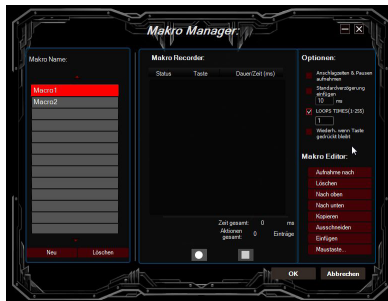 Makro Manager:
Makro Name:
Macro1
Macro2
Neu
Löschen
Makro Recorder:
Status Taste Dauer/Zeit (ms)
Zeit gesamt: 0 ms
Aktionen gesamt: 0 Einträge
Optionen:
Anschlagzeiten & Pausen
aufnehmen
Standardverzögerung
einfügen
10 ms
LOOPS TIMES(1-255)
1
Wiederh. wenn Taste
gedrückt bleibt
Makro Editor:
Aufnahme nach
Löschen
Nach oben
Nach unten
Kopieren
Ausschneiden
Einfügen
Maustaste...
OK
Abbrechen